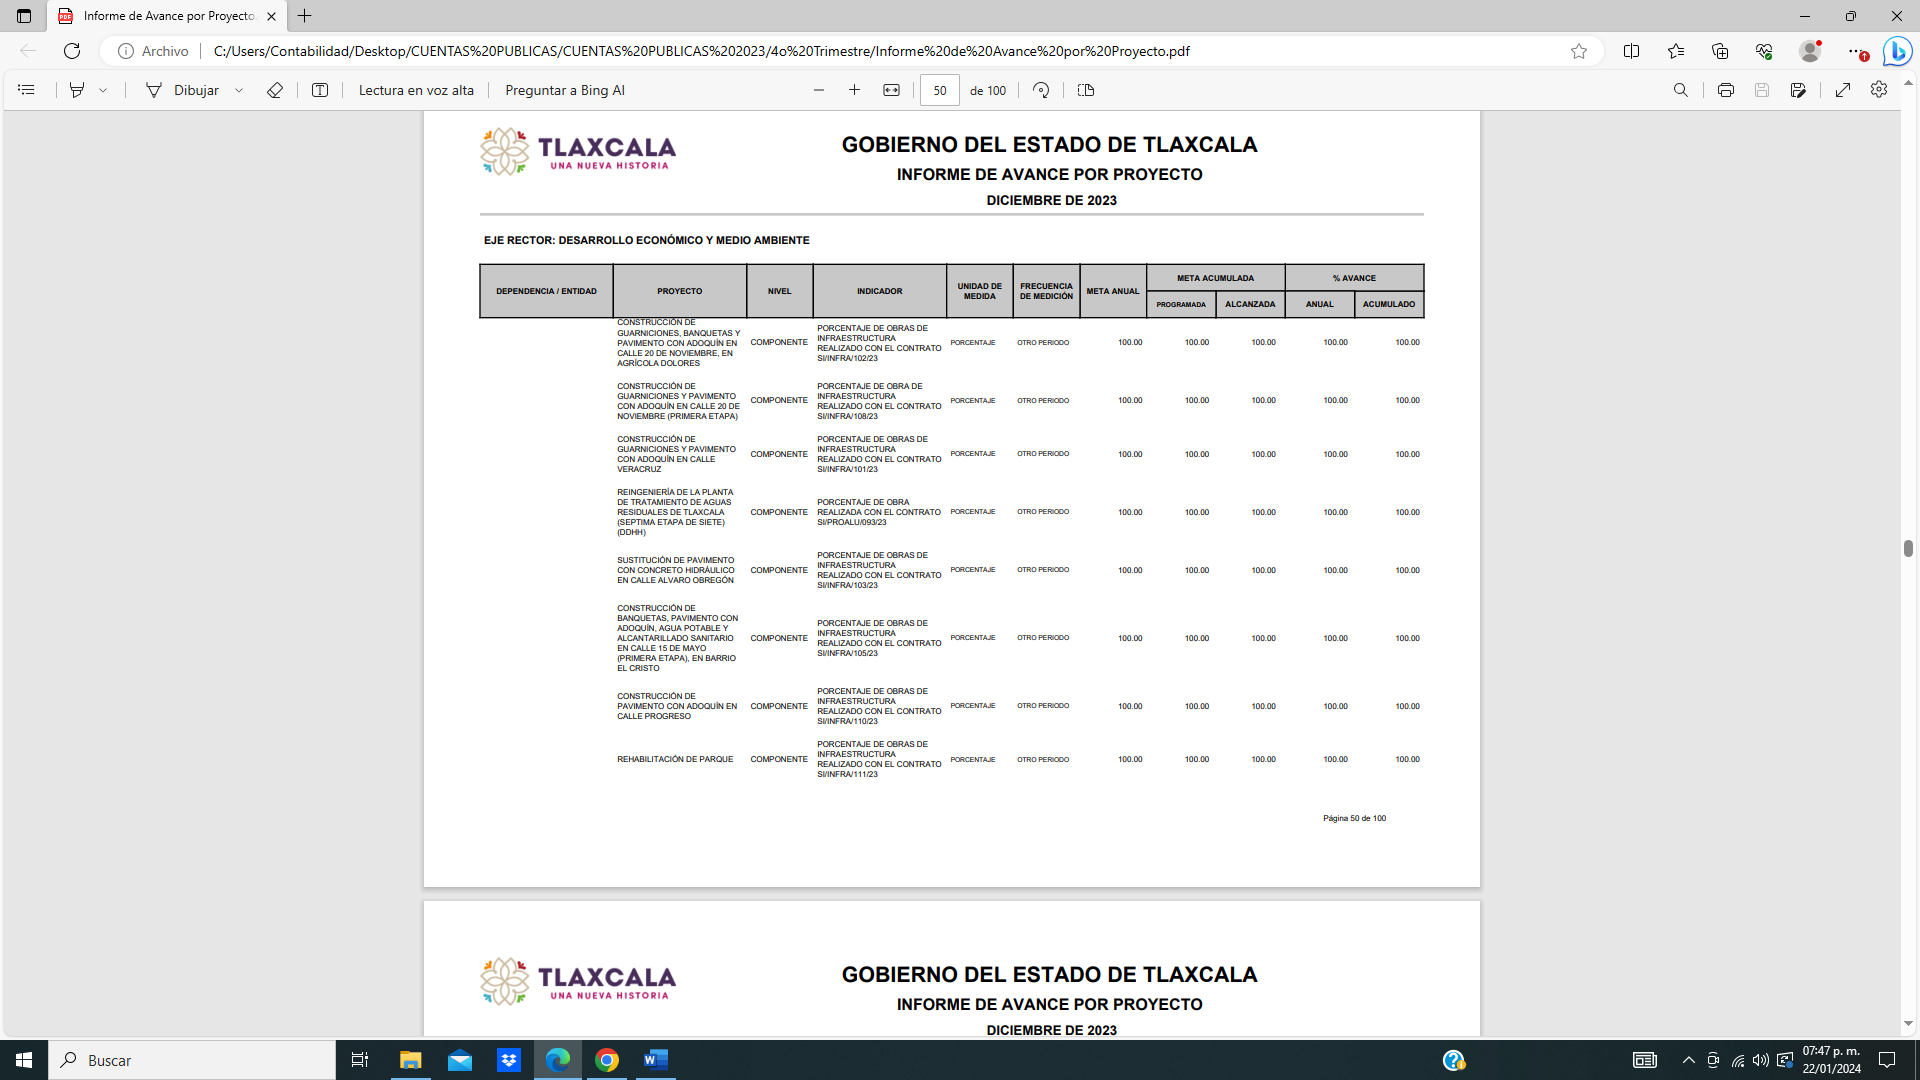 Informe de Avance por Proyecto.
Archivo
C:/Users/Contabilidad/Desktop/CUENTAS%20PUBLICAS/CUENTAS%20PUBLICAS%202023/4o%20Trimestre/Informe%20de%20Avance%20por%20Proyecto.pdf
Dibujar
Lectura en voz alta
Preguntar a Bing AI
50 de 100
TLAXCALA
UNA NUEVA HISTORIA
GOBIERNO DEL ESTADO DE TLAXCALA
INFORME DE AVANCE POR PROYECTO
DICIEMBRE DE 2023
EJE RECTOR: DESARROLLO ECONÓMICO Y MEDIO AMBIENTE
DEPENDENCIA / ENTIDAD
PROYECTO
NIVEL
INDICADOR
UNIDAD DE
MEDIDA
FRECUENCIA
DE MEDICIÓN
META ANUAL
META ACUMULADA
PROGRAMADA
ALCANZADA
% AVANCE
ANUAL
ACUMULADO
CONSTRUCCIÓN DE
GUARNICIONES, BANQUETAS Y
PAVIMENTO CON ADOQUÍN EN
CALLE 20 DE NOVIEMBRE, EN
AGRÍCOLA DOLORES
COMPONENTE
PORCENTAJE DE OBRAS DE
INFRAESTRUCTURA
REALIZADO CON EL CONTRATO
SI/INFRA/102/23
PORCENTAJE
OTRO PERIODO
100.00 100.00 100.00 100.00 100.00
CONSTRUCCIÓN DE
GUARNICIONES Y PAVIMENTO
CON ADOQUÍN EN CALLE 20 DE
NOVIEMBRE (PRIMERA ETAPA)
COMPONENTE
PORCENTAJE DE OBRA DE
INFRAESTRUCTURA
REALIZADO CON EL CONTRATO
SI/INFRA/108/23
PORCENTAJE
OTRO PERIODO
100.00 100.00 100.00 100.00 100.00
CONSTRUCCIÓN DE
GUARNICIONES Y PAVIMENTO
CON ADOQUÍN EN CALLE
VERACRUZ
COMPONENTE
PORCENTAJE DE OBRAS DE
INFRAESTRUCTURA
REALIZADO CON EL CONTRATO
SI/INFRA/101/23
PORCENTAJE
OTRO PERIODO
100.00 100.00 100.00 100.00 100.00
REINGENIERÍA DE LA PLANTA
DE TRATAMIENTO DE AGUAS
RESIDUALES DE TLAXCALA
(SEPTIMA ETAPA DE SIETE)
(DDHH)
COMPONENTE
PORCENTAJE DE OBRA
REALIZADA CON EL CONTRATO
SI/PROALU/093/23
PORCENTAJE
OTRO PERIODO
100.00 100.00 100.00 100.00 100.00
SUSTITUCIÓN DE PAVIMENTO
CON CONCRETO HIDRÁULICO
EN CALLE ALVARO OBREGÓN
COMPONENTE
PORCENTAJE DE OBRAS DE
INFRAESTRUCTURA
REALIZADO CON EL CONTRATO
SI/INFRA/103/23
PORCENTAJE
OTRO PERIODO
100.00 100.00 100.00 100.00 100.00
CONSTRUCCIÓN DE
BANQUETAS, PAVIMENTO CON
ADOQUÍN, AGUA POTABLE Y
ALCANTARILLADO SANITARIO
EN CALLE 15 DE MAYO
(PRIMERA ETAPA), EN BARRIO
EL CRISTO
COMPONENTE
PORCENTAJE DE OBRAS DE
INFRAESTRUCTURA
REALIZADO CON EL CONTRATO
SI/INFRA/105/23
PORCENTAJE
OTRO PERIODO
100.00 100.00 100.00 100.00 100.00
CONSTRUCCIÓN DE
PAVIMENTO CON ADOQUÍN EN
CALLE PROGRESO
COMPONENTE
PORCENTAJE DE OBRAS DE
INFRAESTRUCTURA
REALIZADO CON EL CONTRATO
SI/INFRA/110/23
PORCENTAJE
OTRO PERIODO
100.00 100.00 100.00 100.00 100.00
REHABILITACIÓN DE PARQUE
COMPONENTE
PORCENTAJE DE OBRAS DE
INFRAESTRUCTURA
REALIZADO CON EL CONTRATO
SI/INFRA/111/23
PORCENTAJE
OTRO PERIODO
100.00 100.00 100.00 100.00 100.00
Página 50 de 100
TLAXCALA
UNA NUEVA HISTORIA
GOBIERNO DEL ESTADO DE TLAXCALA
INFORME DE AVANCE POR PROYECTO
DICIEMBRE DE 2023
Buscar
07:47 p. m.
22/01/2024